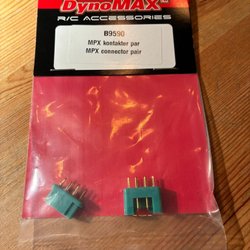 DynoMAX
R/C ACCESSORIES
B9590
MPX kontakter par
MPX connector pair